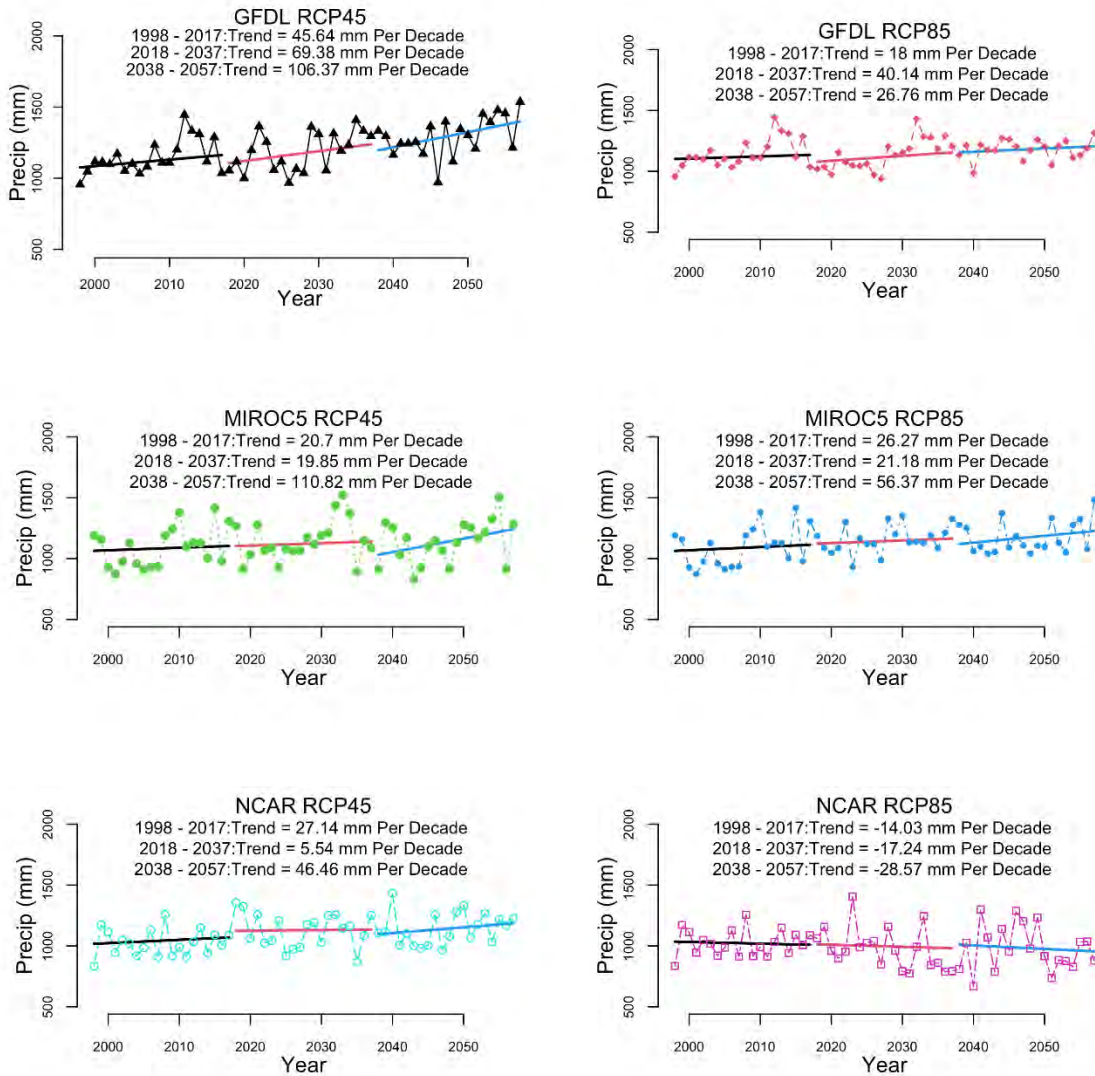 GFDL RCP45
1998 - 2017:Trend = 45.64 mm Per Decade
2018 - 2037:Trend = 69.38 mm Per Decade
2038 - 2057:Trend = 106.37 mm Per Decade
Precip (mm)
2000
1500
1000
500
2000 2010 2020 2030 2040 2050
Year
GFDL RCP85
1998 - 2017:Trend = 18 mm Per Decade
2018 - 2037:Trend = 40.14 mm Per Decade
2038 - 2057:Trend = 26.76 mm Per Decade
Precip (mm)
2000
1500
1000
500
2000 2010 2020 2030 2040 2050
Year
MIROC5 RCP45
1998 - 2017:Trend = 20.7 mm Per Decade
2018 - 2037:Trend = 19.85 mm Per Decade
2038 - 2057:Trend = 110.82 mm Per Decade
Precip (mm)
2000
1500
1000
500
2000 2010 2020 2030 2040 2050
Year
MIROC5 RCP85
1998 - 2017:Trend = 26.27 mm Per Decade
2018 - 2037:Trend = 21.18 mm Per Decade
2038 - 2057:Trend = 56.37 mm Per Decade
Precip (mm)
2000
1500
1000
500
2000 2010 2020 2030 2040 2050
Year
NCAR RCP45
1998 - 2017:Trend = 27.14 mm Per Decade
2018 - 2037:Trend = 5.54 mm Per Decade
2038 - 2057:Trend = 46.46 mm Per Decade
Precip (mm)
2000
1500
1000
500
2000 2010 2020 2030 2040 2050
Year
NCAR RCP85
1998 - 2017:Trend = -14.03 mm Per Decade
2018 - 2037:Trend = -17.24 mm Per Decade
2038 - 2057:Trend = -28.57 mm Per Decade
Precip (mm)
2000
1500
1000
500
2000 2010 2020 2030 2040 2050
Year